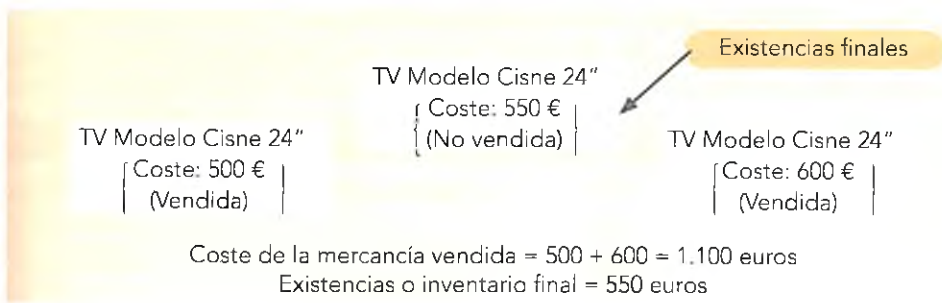 Existencias finales
TV Modelo Cisne 24"
Coste: 550 €
(No vendida)
TV Modelo Cisne 24"
Coste: 500 €
(Vendida)
TV Modelo Cisne 24"
Coste: 600 €
(Vendida)
Coste de la mercancía vendida = 500 + 600 = 1.100 euros
Existencias o inventario final = 550 euros